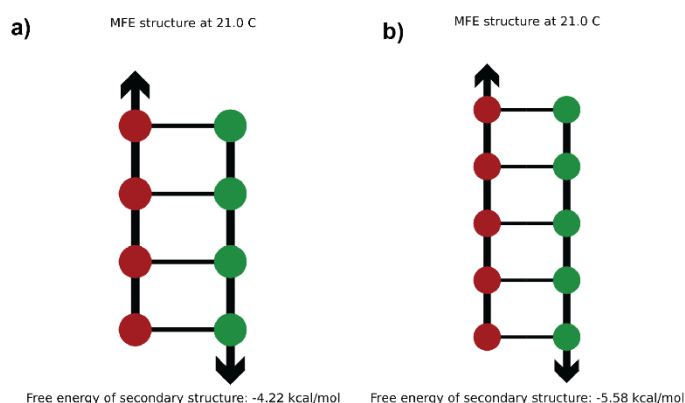 a)
MFE structure at 21.0 C
Free energy of secondary structure: -4.22 kcal/mol
b)
MFE structure at 21.0 C
Free energy of secondary structure: -5.58 kcal/mol